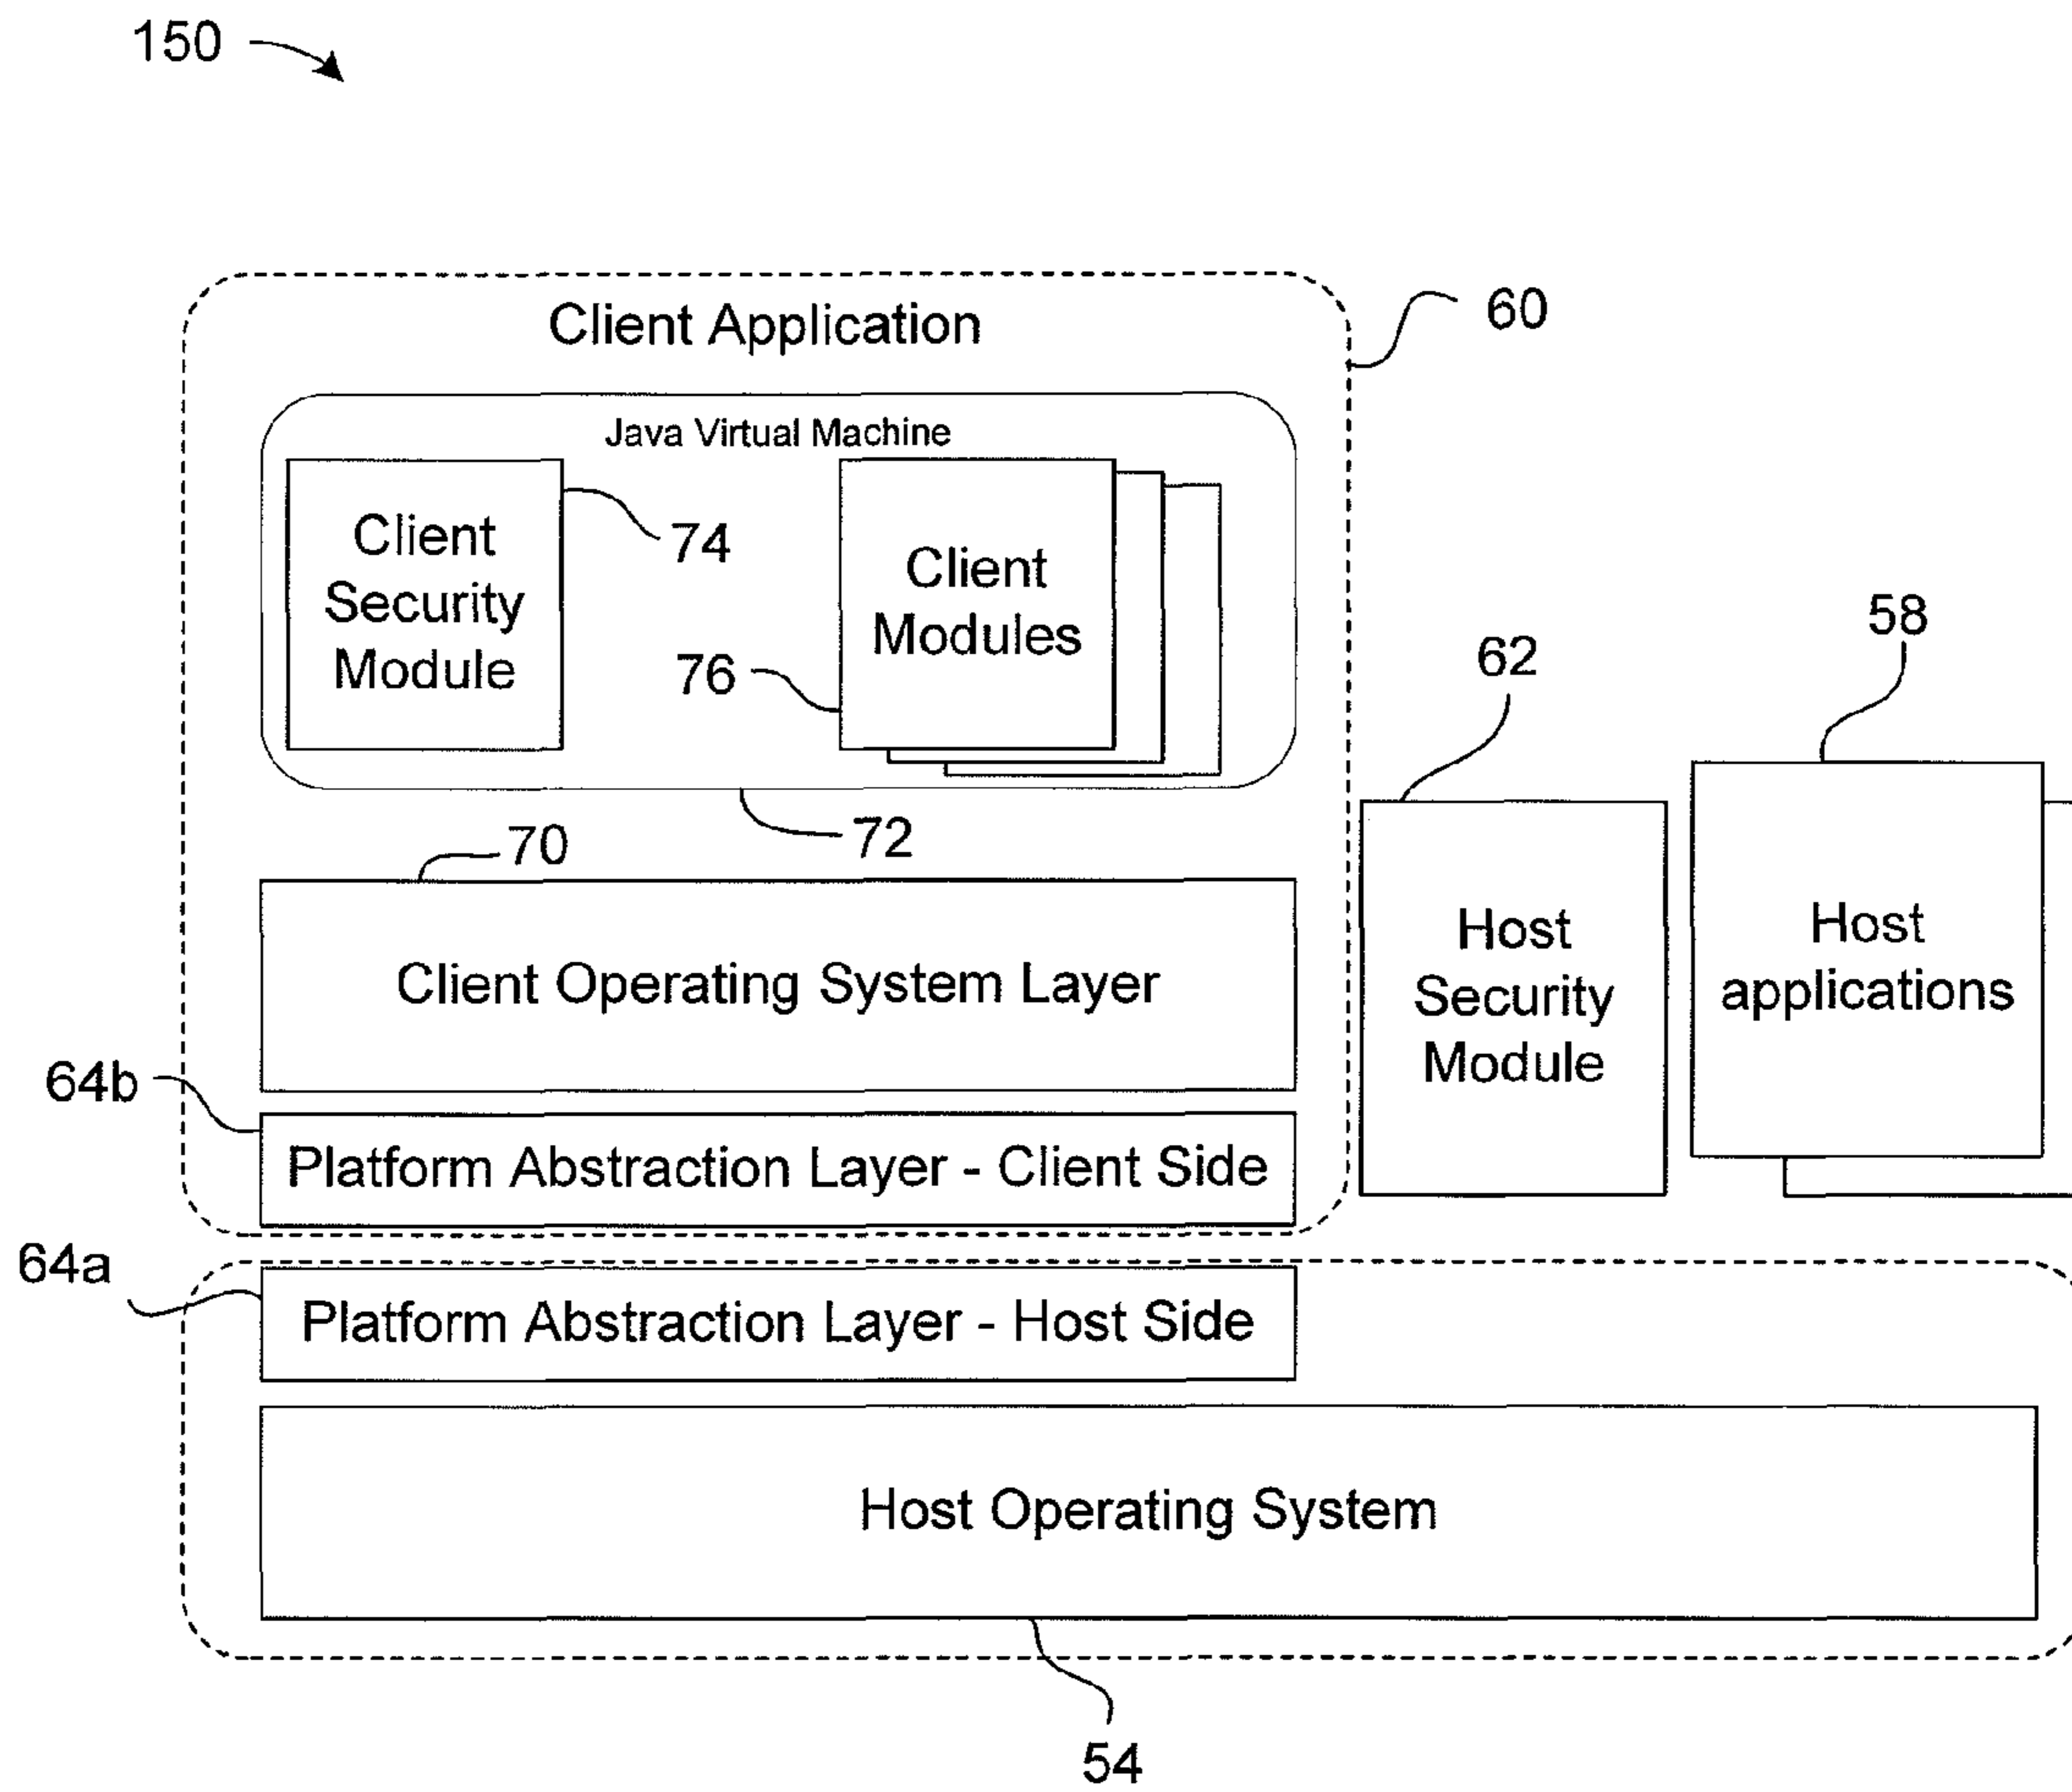 150
Client Application
60
Java Virtual Machine
Client
Security
Module
74
Client
Modules
76
72
70
62
58
Client Operating System Layer
Host
Security
Module
Host
applications
64b
Platform Abstraction Layer - Client Side
64a
Platform Abstraction Layer - Host Side
Host Operating System
54